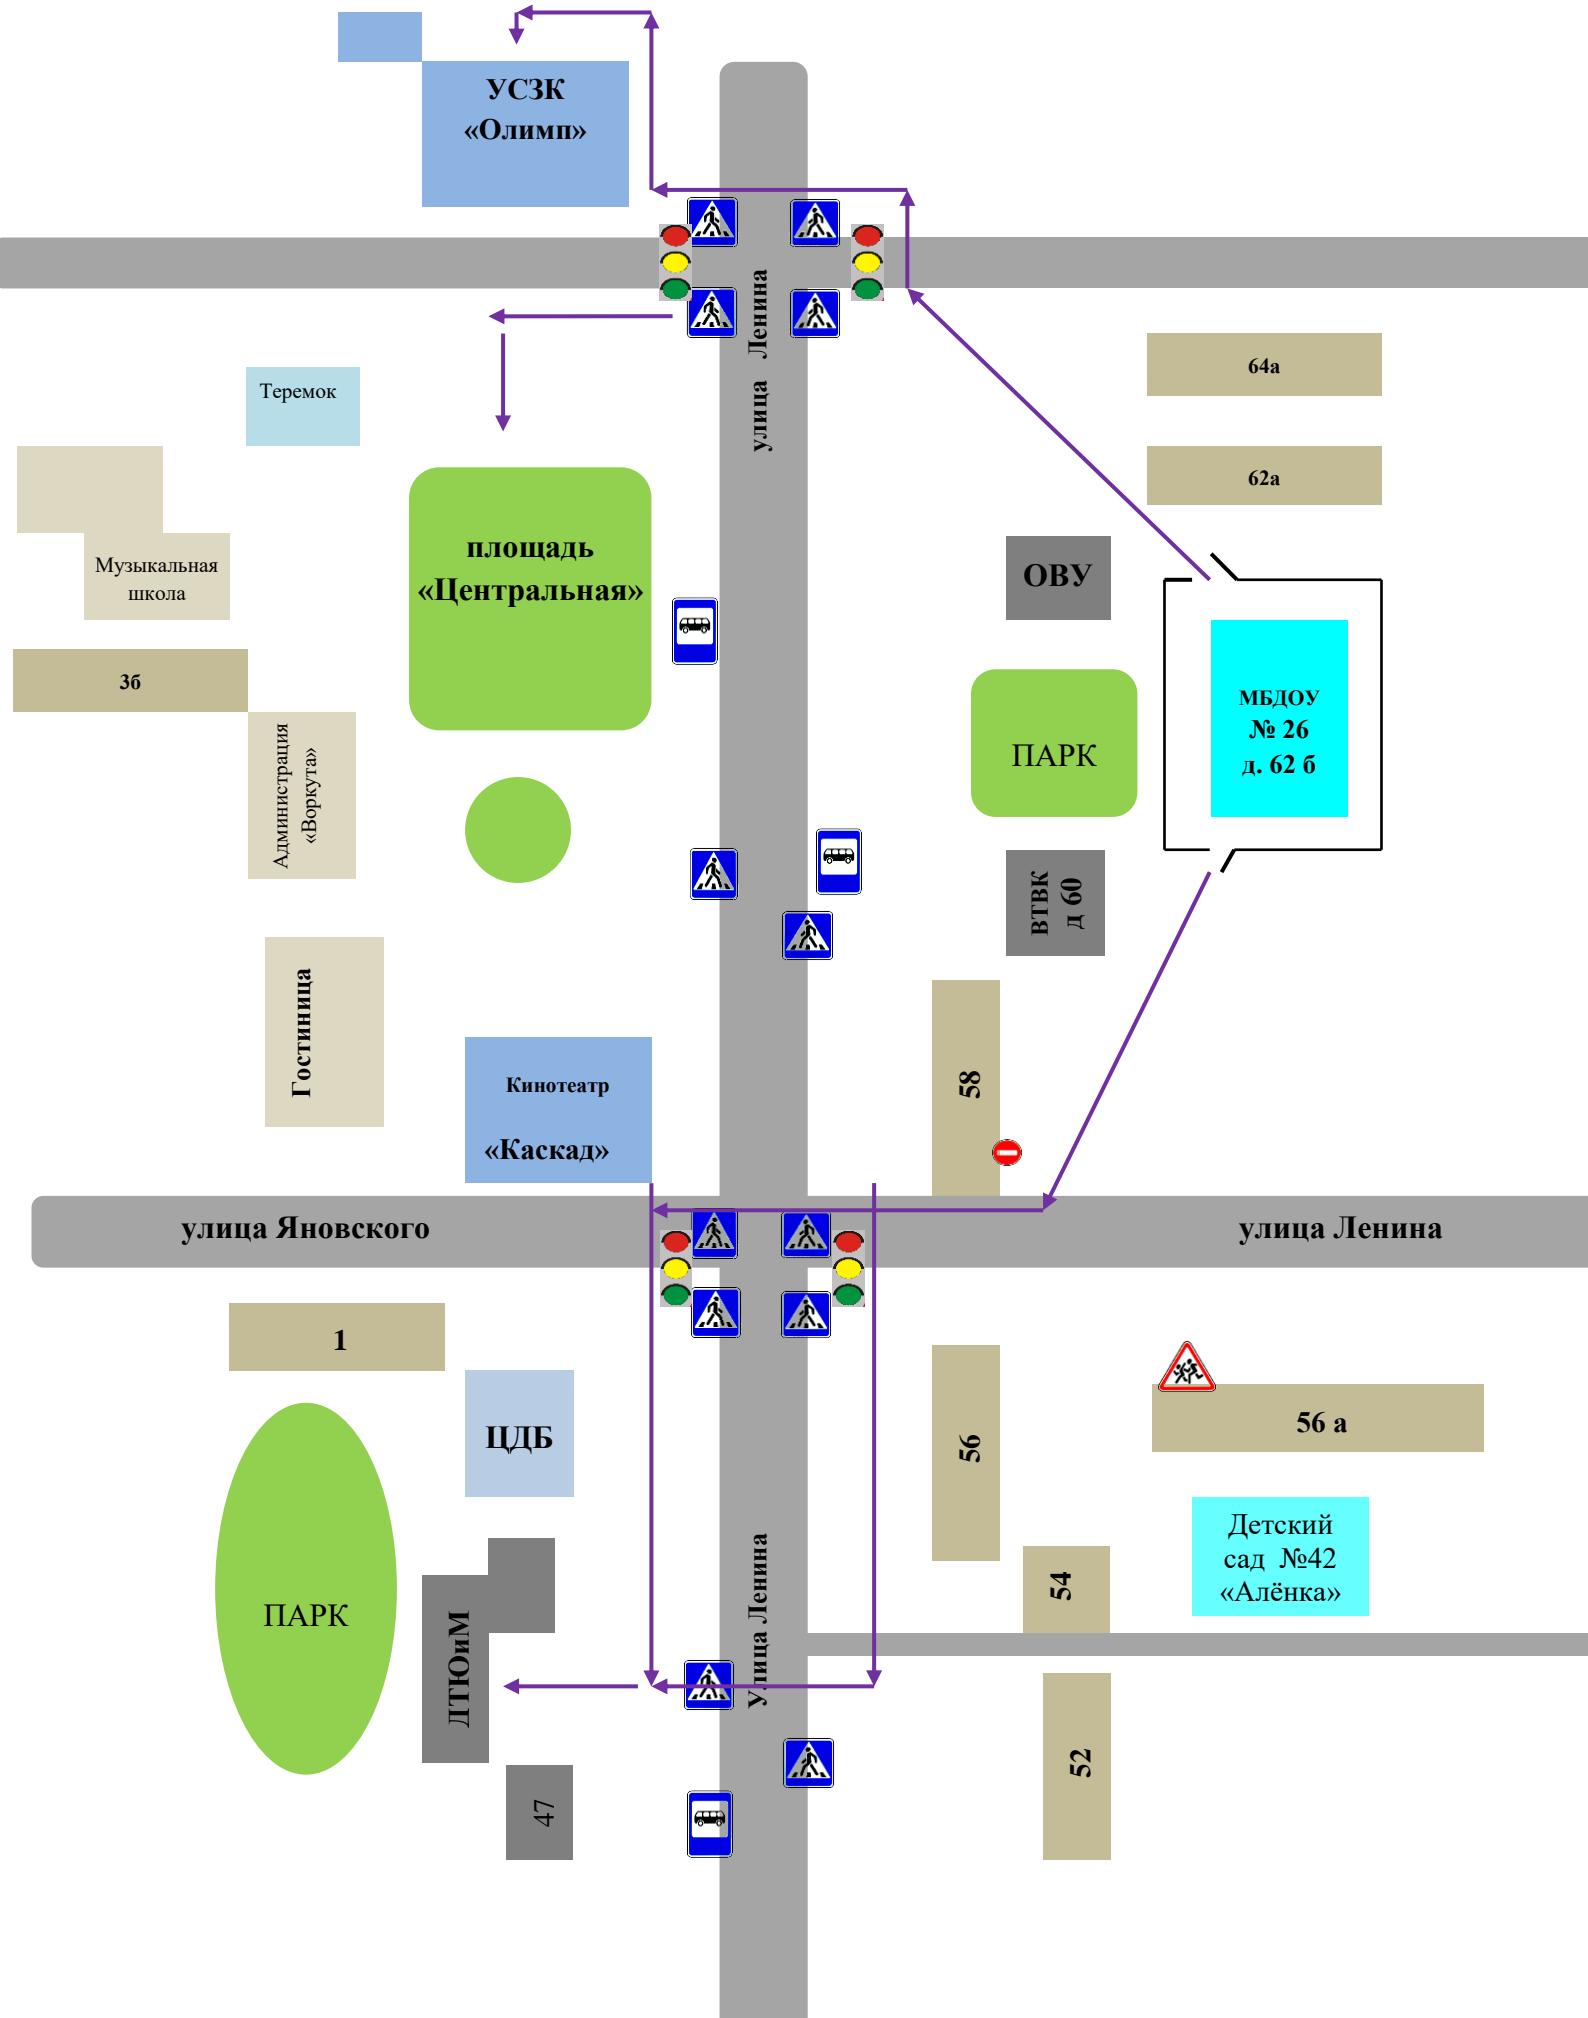 УСЗК
«Олимп»
улица Ленина
64а
Теремок
62а
площадь
«Центральная»
Музыкальная
школа
ОВУ
3б
МБДОУ
№ 26
д. 62 б
ПАРК
Администрация
«Воркута»
ВТВК
д 60
Гостиница
Кинотеатр
«Каскад»
58
улица Яновского
улица Ленина
1
56 а
ЦДБ
56
Детский
сад №42
«Алёнка»
54
ПАРК
Улица Ленина
ДТЮиМ
52
47